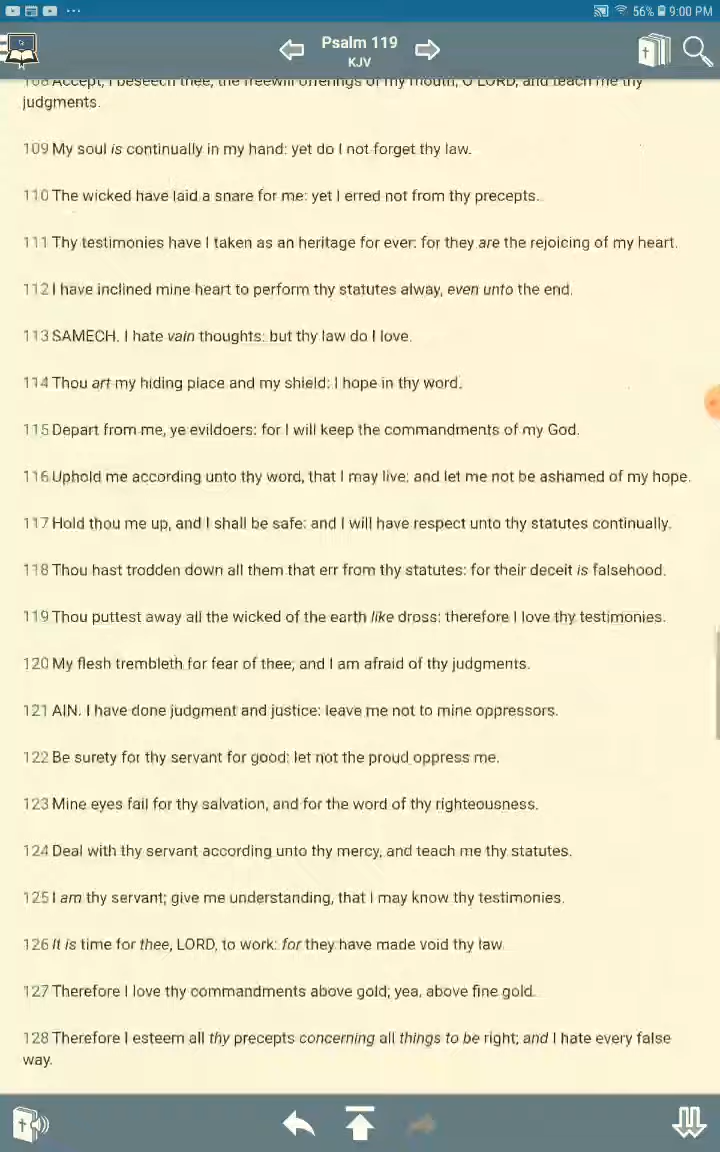 56% 9:00 PM
Psalm 119
KJV
108 Accept, I beseech thee, the freewill offerings of my mouth, O LORD, and teach me thy
judgments.
109 My soul is continually in my hand: yet do I not forget thy law.
110 The wicked have laid a snare for me: yet I erred not from thy precepts.
111 Thy testimonies have I taken as an heritage for ever: for they are the rejoicing of my heart.
112 I have inclined mine heart to perform thy statutes alway, even unto the end.
113 SAMECH. I hate vain thoughts: but thy law do I love.
114 Thou art my hiding place and my shield: I hope in thy word.
115 Depart from me, ye evildoers: for I will keep the commandments of my God.
116 Uphold me according unto thy word, that I may live: and let me not be ashamed of my hope.
117 Hold thou me up, and I shall be safe: and I will have respect unto thy statutes continually.
118 Thou hast trodden down all them that err from thy statutes: for their deceit is falsehood.
119 Thou puttest away all the wicked of the earth like dross: therefore I love thy testimonies.
120 My flesh trembleth for fear of thee; and I am afraid of thy judgments.
121 AIN. I have done judgment and justice: leave me not to mine oppressors.
122 Be surety for thy servant for good: let not the proud oppress me.
123 Mine eyes fail for thy salvation, and for the word of thy righteousness.
124 Deal with thy servant according unto thy mercy, and teach me thy statutes.
125 I am thy servant; give me understanding, that I may know thy testimonies.
126 It is time for thee, LORD, to work: for they have made void thy law.
127 Therefore I love thy commandments above gold; yea, above fine gold.
128 Therefore I esteem all thy precepts concerning all things to be right; and I hate every false
way.